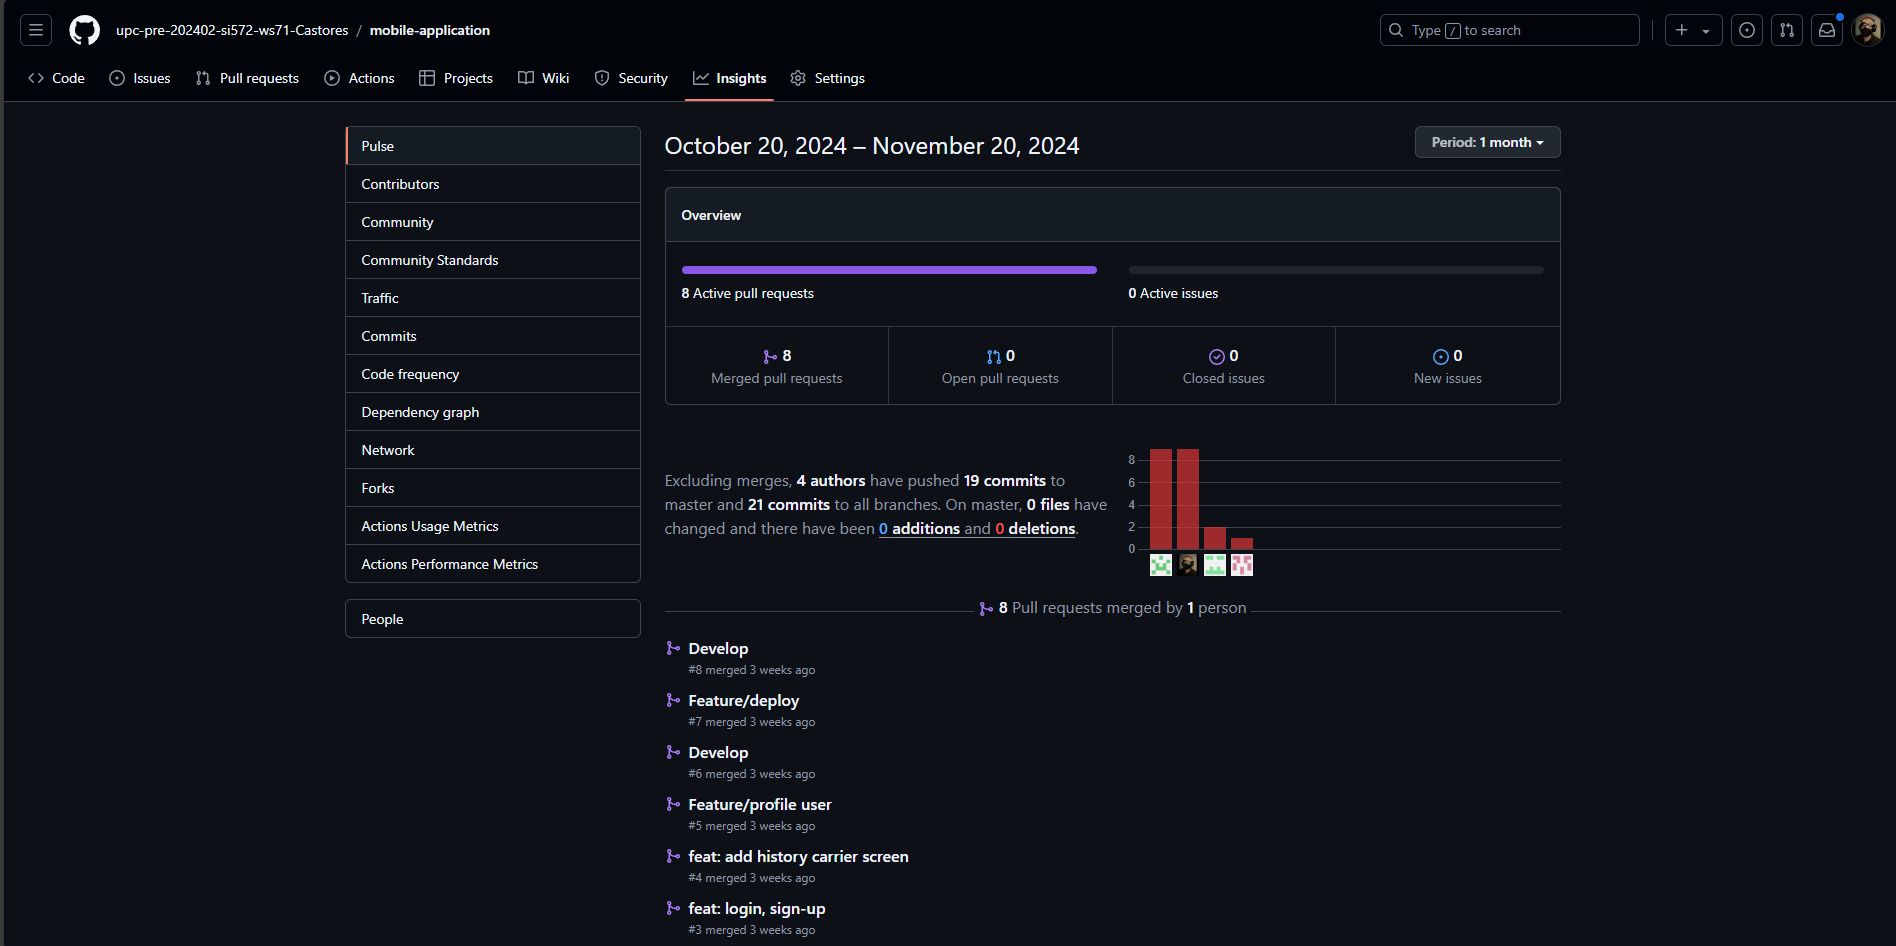 upc-pre-202402-si572-ws71-Castores / mobile-application
Type / to search
Code Issues Pull requests Actions Projects Wiki Security Insights Settings
Pulse
Contributors
Community
Community Standards
Traffic
Commits
Code frequency
Dependency graph
Network
Forks
Actions Usage Metrics
Actions Performance Metrics
People
October 20, 2024 – November 20, 2024
Period: 1 month
Overview
8 Active pull requests
0 Active issues
8
Merged pull requests
0
Open pull requests
0
Closed issues
0
New issues
Excluding merges, 4 authors have pushed 19 commits to
master and 21 commits to all branches. On master, 0 files have
changed and there have been 0 additions and 0 deletions.
8
6
4
2
0
8 Pull requests merged by 1 person
Develop
#8 merged 3 weeks ago
Feature/deploy
#7 merged 3 weeks ago
Develop
#6 merged 3 weeks ago
Feature/profile user
#5 merged 3 weeks ago
feat: add history carrier screen
#4 merged 3 weeks ago
feat: login, sign-up
#3 merged 3 weeks ago